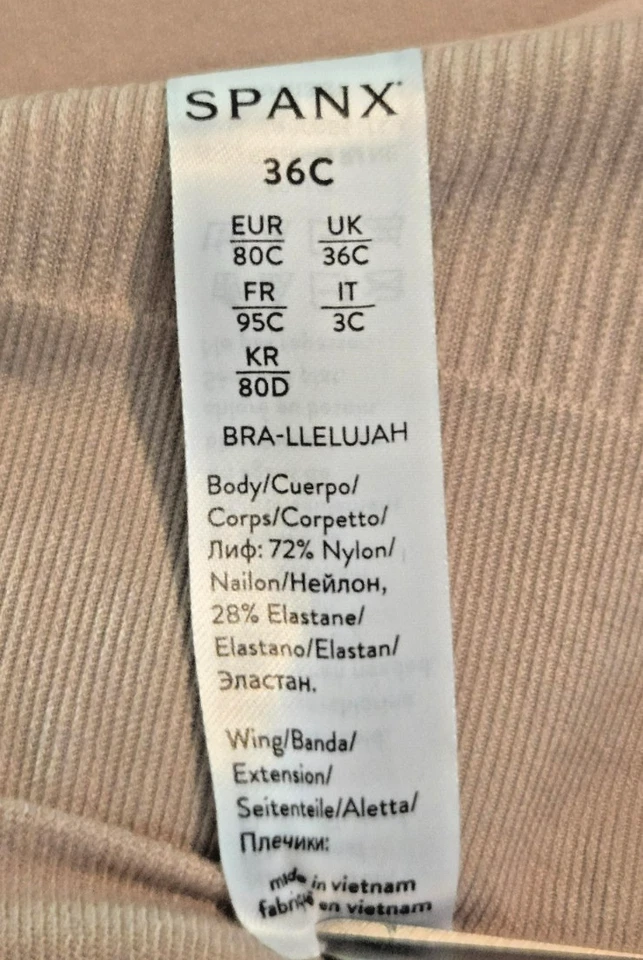 SPANX
36C
EUR UK
80C 36C
FR IT
95C 3C
KR
80D
BRA-LLELUJAH
Body/Cuerpo/
Corps/Corpetto/
Лиф: 72% Nylon/
Nailon/Нейлон,
28% Elastane/
Elastano/Elastan/
Эластан.
Wing/Banda/
Extension/
Seitenteile/Aletta/
Плечики:
made in vietnam
fabriqué en vietnam